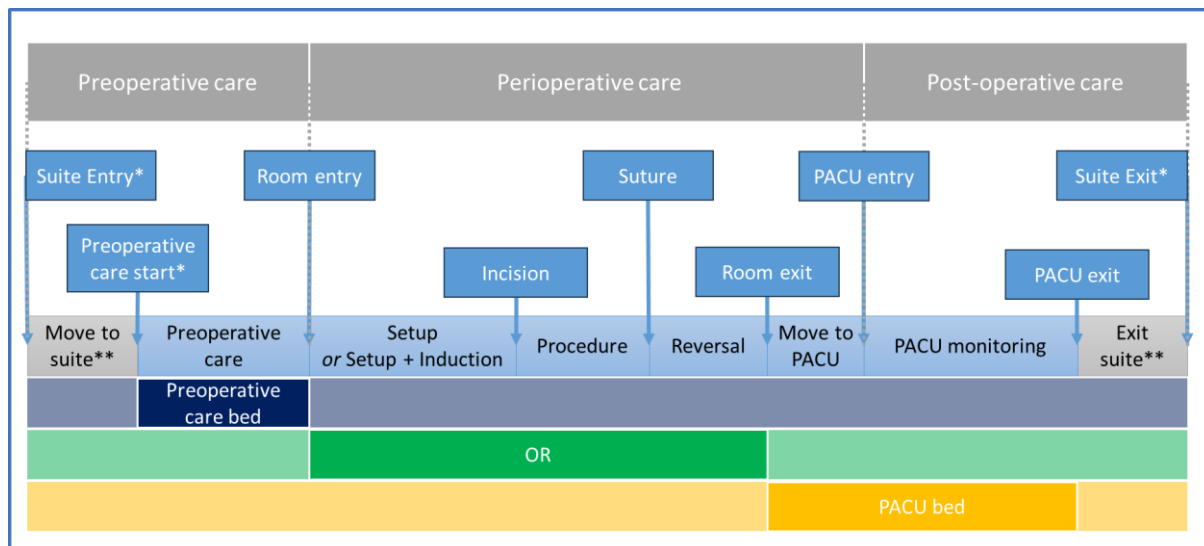 Preoperative care
Perioperative care
Post-operative care
Suite Entry*
Room entry
Suture
PACU entry
Suite Exit*
Preoperative
care start*
Incision
Room exit
PACU exit
Move to
suite**
Preoperative
care
Setup
or Setup + Induction
Procedure
Reversal
Move to
PACU
PACU monitoring
Exit
suite**
Preoperative
care bed
OR
PACU bed